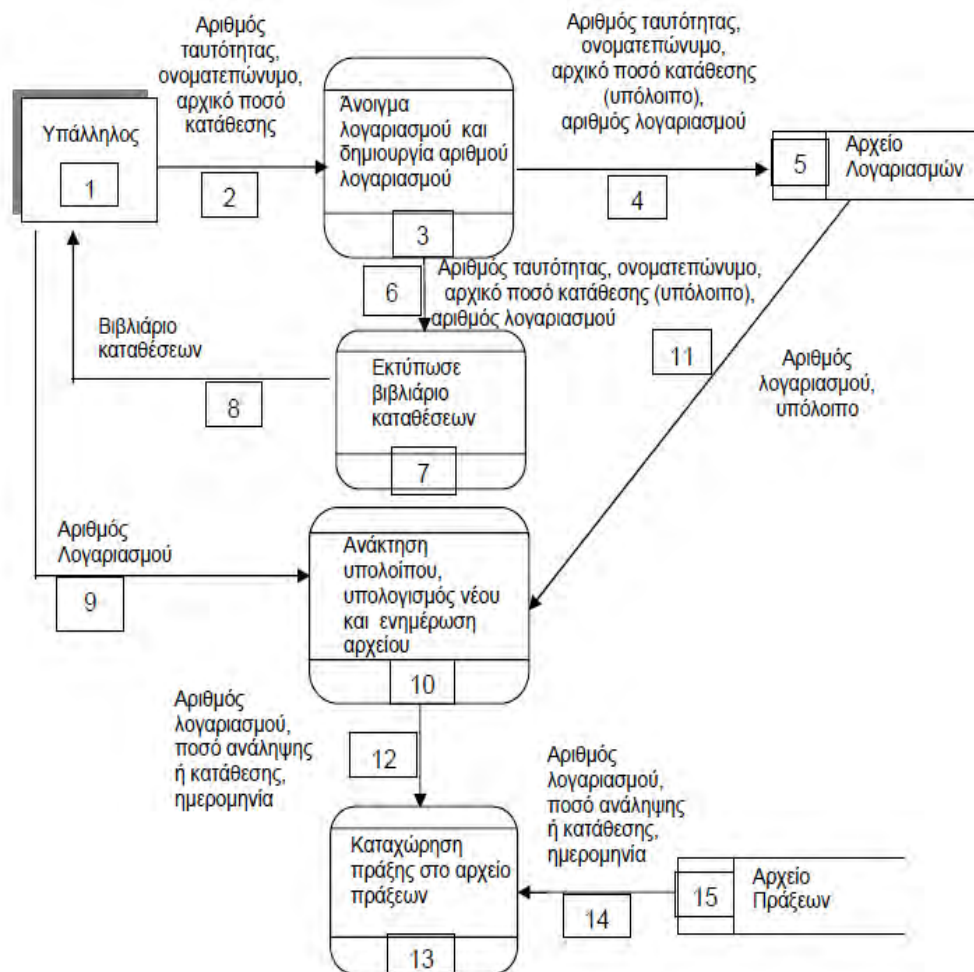 Αριθμός
ταυτότητας,
ονοματεπώνυμο,
αρχικό ποσό
κατάθεσης
Αριθμός ταυτότητας,
ονοματεπώνυμο,
αρχικό ποσό κατάθεσης
(υπόλοιπο),
αριθμός λογαριασμού
Υπάλληλος
1
2
Άνοιγμα
λογαριασμού και
δημιουργία αριθμού
λογαριασμού
3
4
5
Αρχείο
Λογαριασμών
6
Αριθμός ταυτότητας, ονοματεπώνυμο,
αρχικό ποσό κατάθεσης (υπόλοιπο),
αριθμός λογαριασμού
11
Βιβλιάριο
καταθέσεων
8
Εκτύπωσε
βιβλιάριο
καταθέσεων
7
Αριθμός
λογαριασμού,
υπόλοιπο
Αριθμός
Λογαριασμού
9
Ανάκτηση
υπολοίπου,
υπολογισμός νέου
και ενημέρωση
αρχείου
10
Αριθμός
λογαριασμού,
ποσό ανάληψης
ή κατάθεσης,
ημερομηνία
12
Αριθμός
λογαριασμού,
ποσό ανάληψης
ή κατάθεσης,
ημερομηνία
Καταχώρηση
πράξης στο αρχείο
πράξεων
13
14
15
Αρχείο
Πράξεων